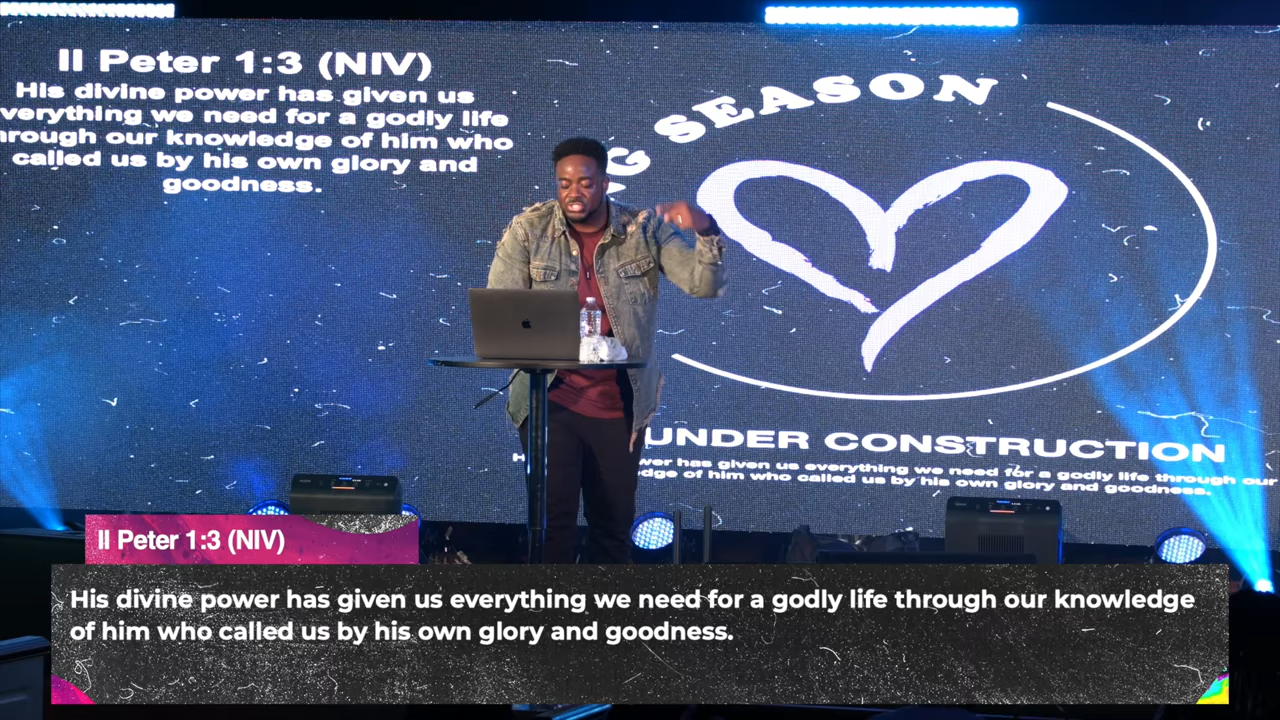 II Peter 1:3 (NIV)
His divine power has given us
verything we need for a godly life
hrough our knowledge of him who
called us by his own glory and
goodness.
G SEASON
UNDER CONSTRUCTION
wer has given us everything we need for a godly life through our
dge of him who called us by his own glory and goodness.
II Peter 1:3 (NIV)
His divine power has given us everything we need for a godly life through our knowledge
of him who called us by his own glory and goodness.